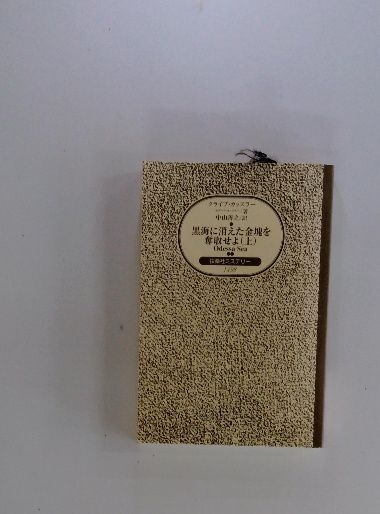 クライブ・カッスラー
著
中山善之 訳
黒海に消えた金塊を
奪取せよ(上)
Odessa Sea
扶桑社ミステリー